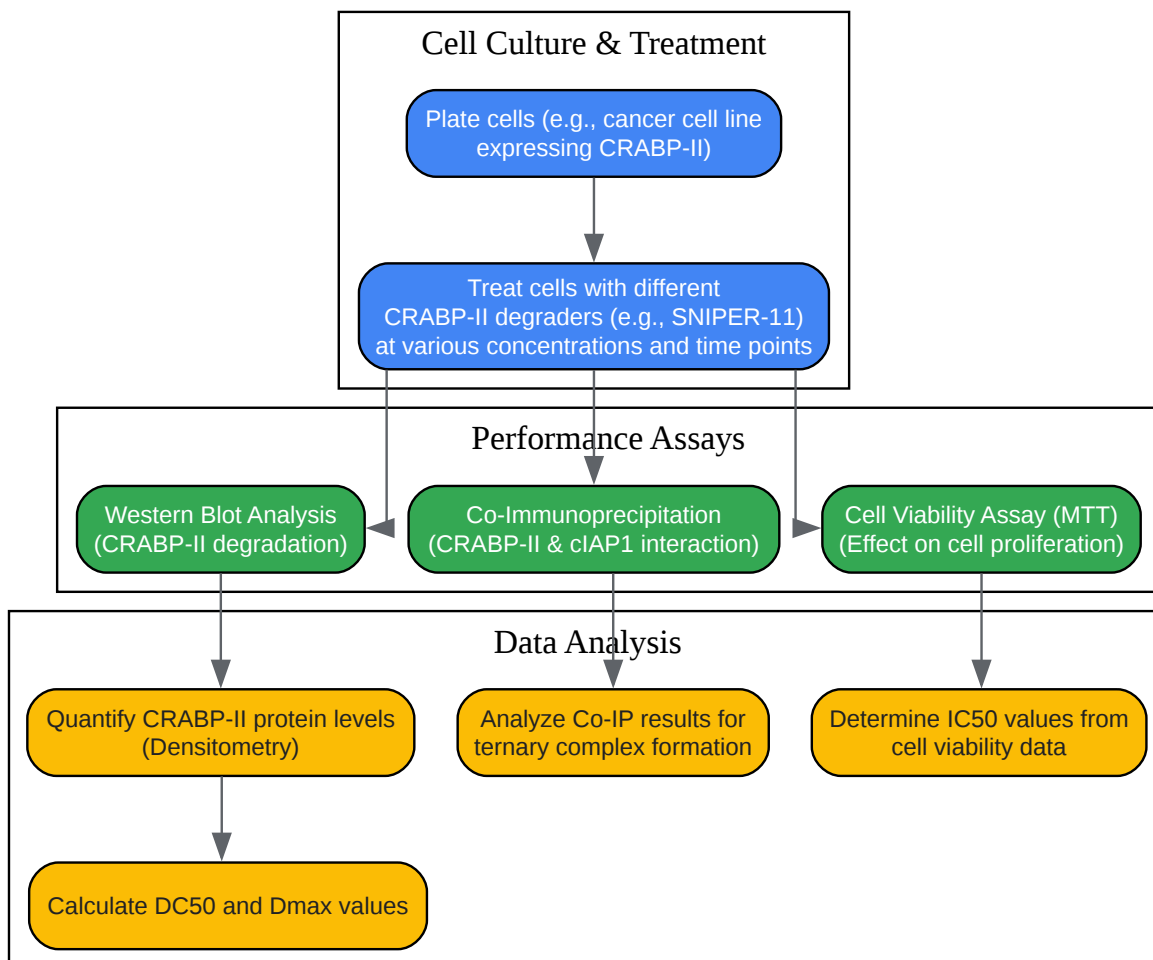 Cell Culture & Treatment
Plate cells (e.g., cancer cell line
expressing CRABP-II)
Treat cells with different
CRABP-II degraders (e.g., SNIPER-11)
at various concentrations and time points
Performance Assays
Western Blot Analysis
(CRABP-II degradation)
Co-Immunoprecipitation
(CRABP-II & cIAP1 interaction)
Cell Viability Assay (MTT)
(Effect on cell proliferation)
Data Analysis
Quantify CRABP-II protein levels
(Densitometry)
Analyze Co-IP results for
ternary complex formation
Determine IC50 values from
cell viability data
Calculate DC50 and Dmax values